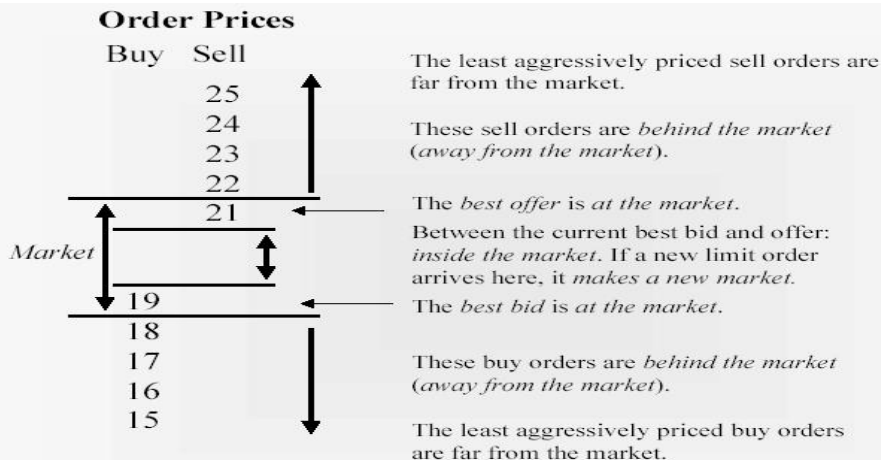 Order Prices
Buy Sell
The least aggressively priced sell orders are
far from the market.
25
24
These sell orders are behind the market
(away from the market).
23
22
The best offer is at the market.
21
Between the current best bid and offer:
inside the market. If a new limit order
arrives here, it makes a new market.
Market
19
The best bid is at the market.
18
17
These buy orders are behind the market
(away from the market).
16
15
The least aggressively priced buy orders
are far from the market.